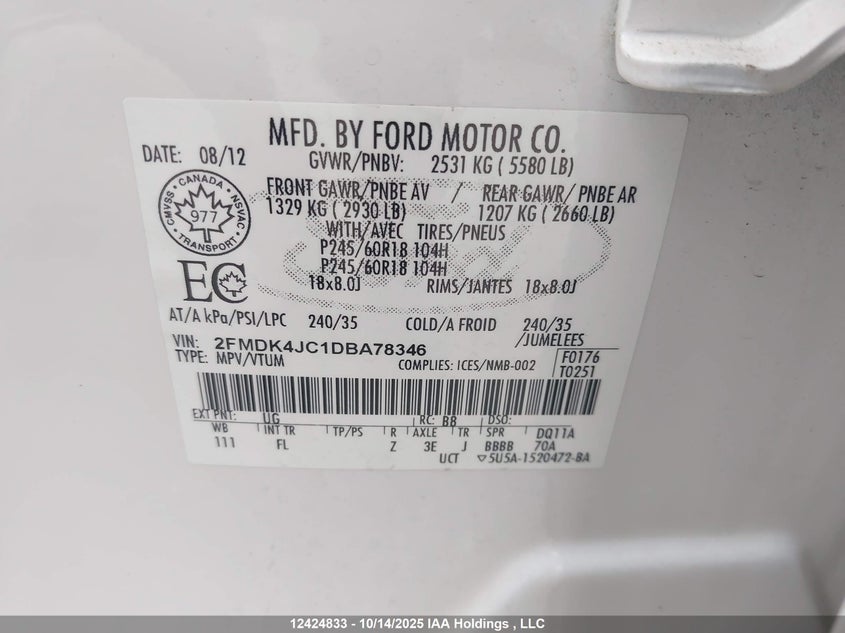 MFD. BY FORD MOTOR CO.
DATE: 08/12 GVWR/PNBV: 2531 KG ( 5580 LB)
FRONT GAWR/PNBE AV / REAR GAWR/ PNBE AR
1329 KG ( 2930 LB) 1207 KG ( 2660 LB)
WITH/AVEC TIRES/PNEUS
P245/60R18 104H
P245/60R18 104H
18x8.0J RIMS/JANTES 18x8.0J
CANADA
CMVSS 977 NSVAC
TRANSPORT
EC
AT/A kPa/PSI/LPC 240/35 COLD/A FROID 240/35
/JUMELEES
VIN: 2FMDK4JC1DBA78346
TYPE: MPV/VTUM COMPLIES: ICES/NMB-002
F0176
T0251
EXT PNT: UG RC: BB DSO:
WB INT TR TP/PS R AXLE TR SPR DQ11A
111 FL Z 3E J BBBB 70A
UCT ▽5U5A-1520472-BA
12424833 - 10/14/2025 IAA Holdings , LLC